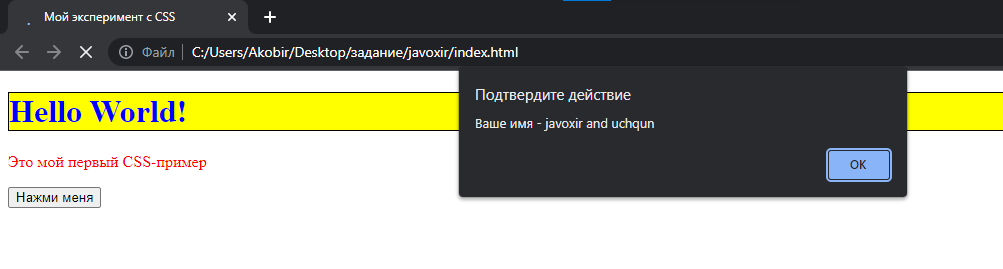 Мой эксперимент с CSS
Файл C:/Users/Akobir/Desktop/задание/javoxir/index.html
Подтвердите действие
Ваше имя - javoxir and uchqun
OK
Hello World!
Это мой первый CSS-пример
Нажми меня